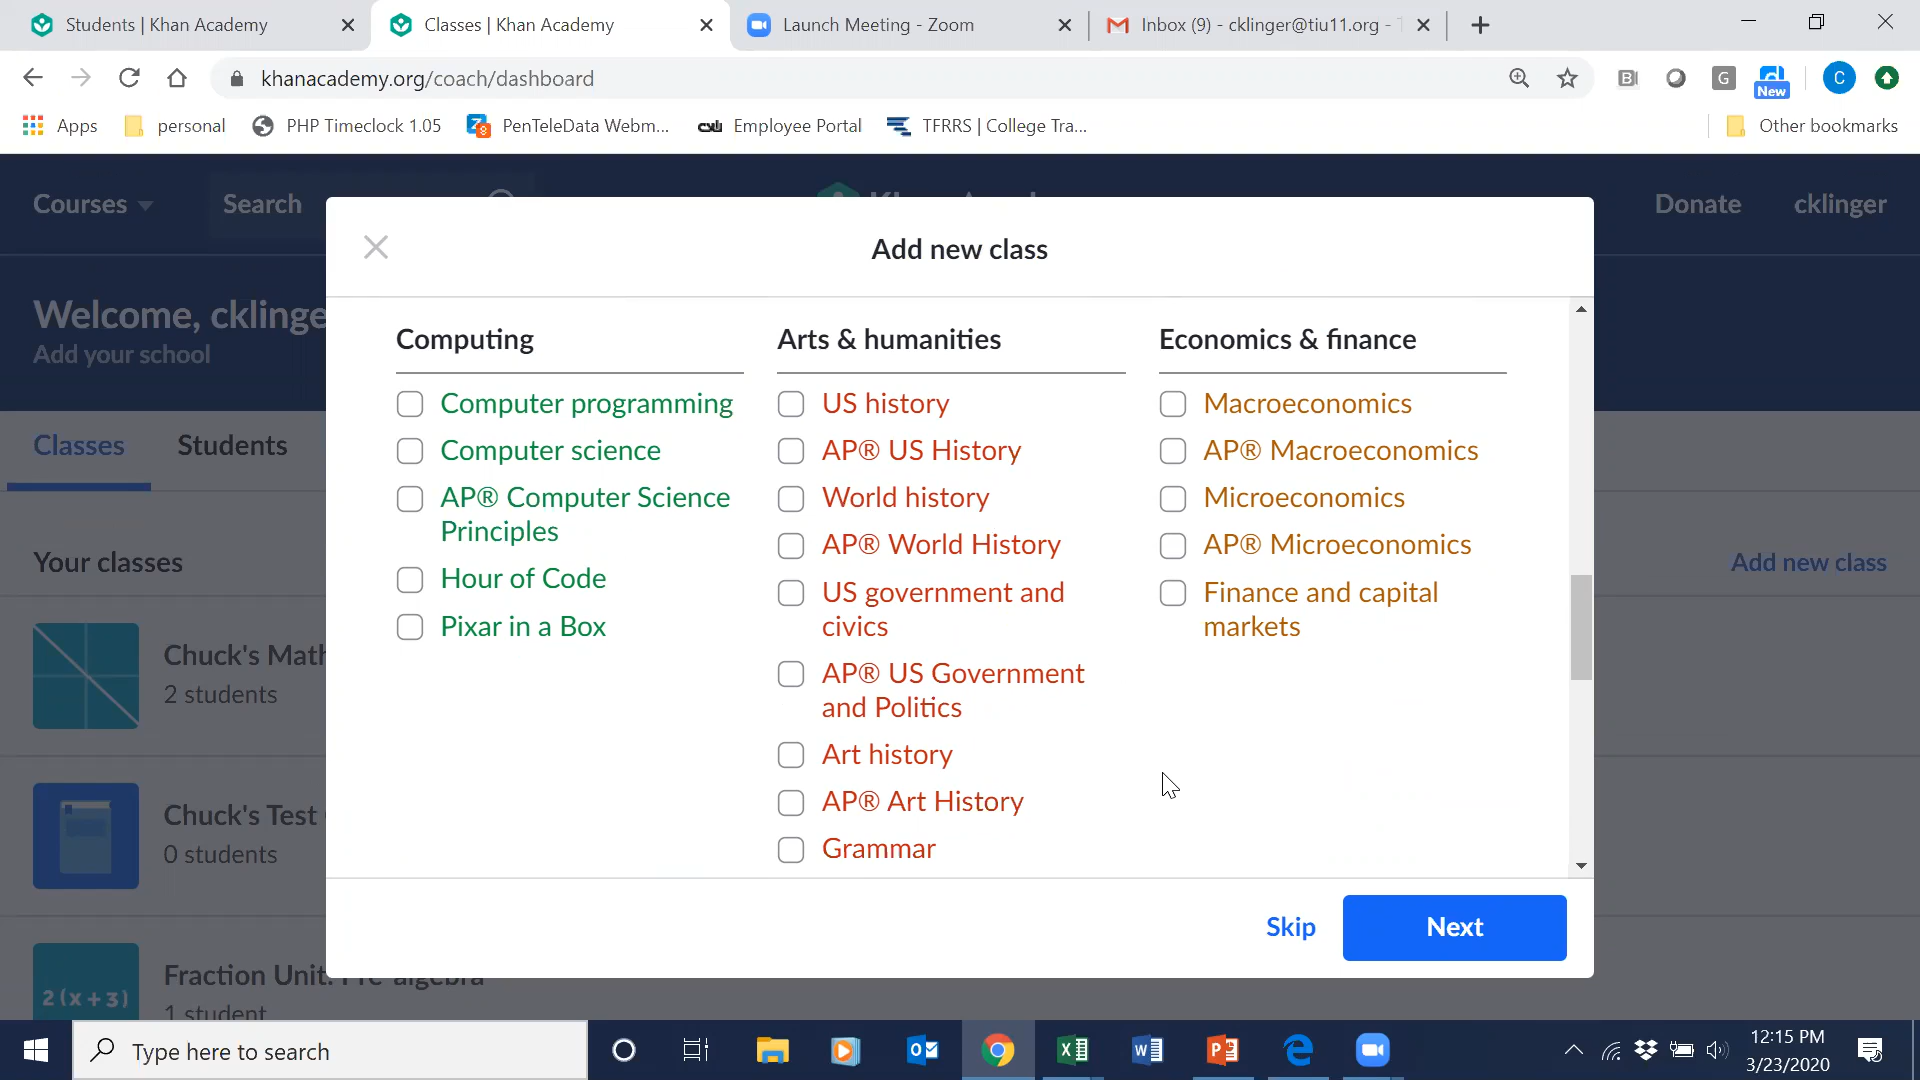 Students | Khan Academy
Classes | Khan Academy
Launch Meeting - Zoom
Inbox (9) - cklinger@tiu11.org -
khanacademy.org/coach/dashboard
B
G
New
C
Apps
personal
PHP Timeclock 1.05
PenTeleData Webm...
Employee Portal
TFRRS | College Tra...
Other bookmarks
Courses
Search
Donate
cklinger
Welcome, cklinge
Add your school
Classes
Students
Your classes
Add new class
Chuck's Math
2 students
Chuck's Test
0 students
2(x+3)
Fraction Unit: Pre-algebra
1 student
Add new class
Computing
Computer programming
Computer science
AP® Computer Science
Principles
Hour of Code
Pixar in a Box
Arts & humanities
US history
AP® US History
World history
AP® World History
US government and
civics
AP® US Government
and Politics
Art history
AP® Art History
Grammar
Economics & finance
Macroeconomics
AP® Macroeconomics
Microeconomics
AP® Microeconomics
Finance and capital
markets
Skip
Next
Type here to search
12:15 PM
3/23/2020